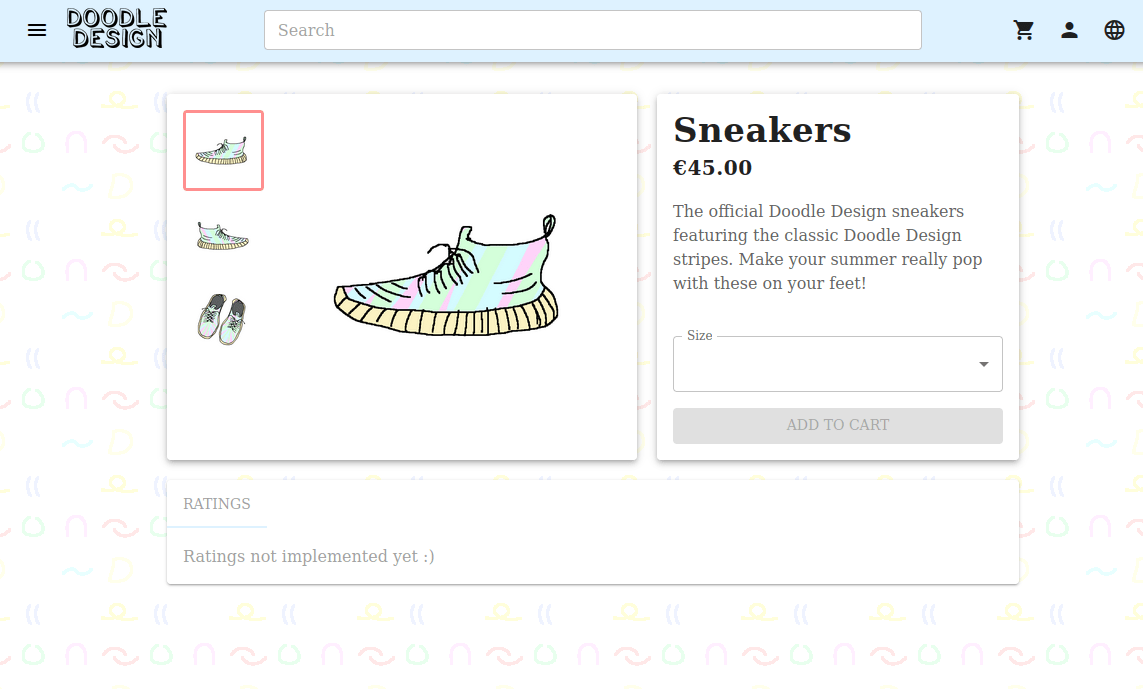 DOODLE
DESIGN
Search
Sneakers
€45.00
The official Doodle Design sneakers
featuring the classic Doodle Design
stripes. Make your summer really pop
with these on your feet!
Size
ADD TO CART
RATINGS
Ratings not implemented yet :)